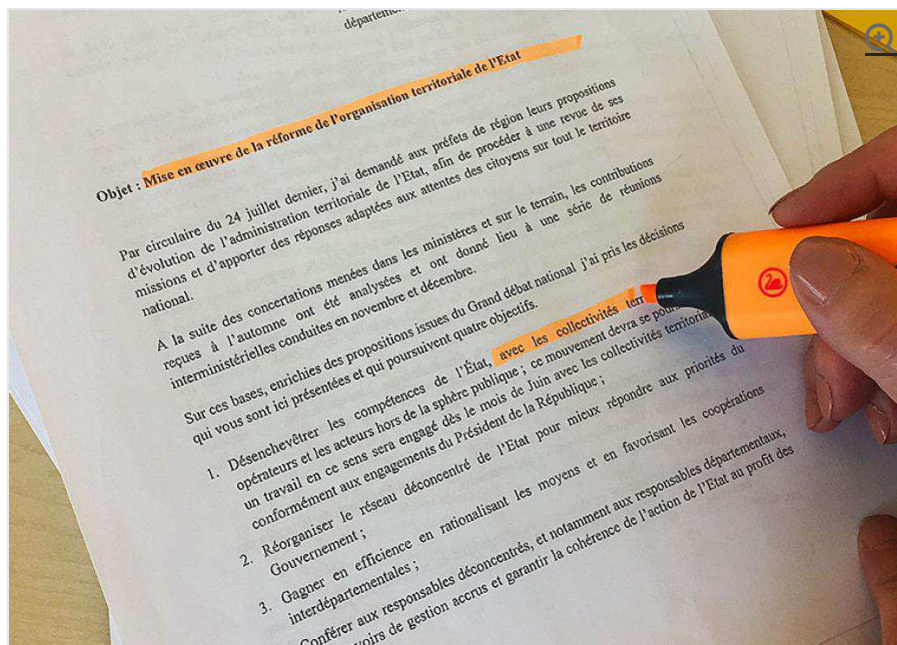 département
Objet : Mise en œuvre de la réforme de l'organisation territoriale de l'Etat
Par circulaire du 24 juillet dernier, j'ai demandé aux préfets de région leurs propositions
d'évolution de l'administration territoriale de l'Etat, afin de procéder à une revue de ses
missions et d'apporter des réponses adaptées aux attentes des citoyens sur tout le territoire
national.
A la suite des concertations menées dans les ministères et sur le terrain, les contributions
reçues à l'automne ont été analysées et ont donné lieu à une série de réunions
interministérielles conduites en novembre et décembre.
Sur ces bases, enrichies des propositions issues du Grand débat national j'ai pris les décisions
qui vous sont ici présentées et qui poursuivent quatre objectifs.
1. Désenchevêtrer les compétences de l'État, avec les collectivités terr
opérateurs et les acteurs hors de la sphère publique ; ce mouvement devra se
un travail en ce sens sera engagé dès le mois de Juin avec les collectivités
conformément aux engagements du Président de la République ;
2. Réorganiser le réseau déconcentré de l'Etat pour mieux répondre aux priorités du
Gouvernement ;
3. Gagner en efficience en rationalisant les moyens et en favorisant les coopérations
interdépartementales ;
Conférer aux responsables déconcentrés, et notamment aux responsables départementaux,
voirs de gestion accrus et garantir la cohérence de l'action de l'Etat au profit des